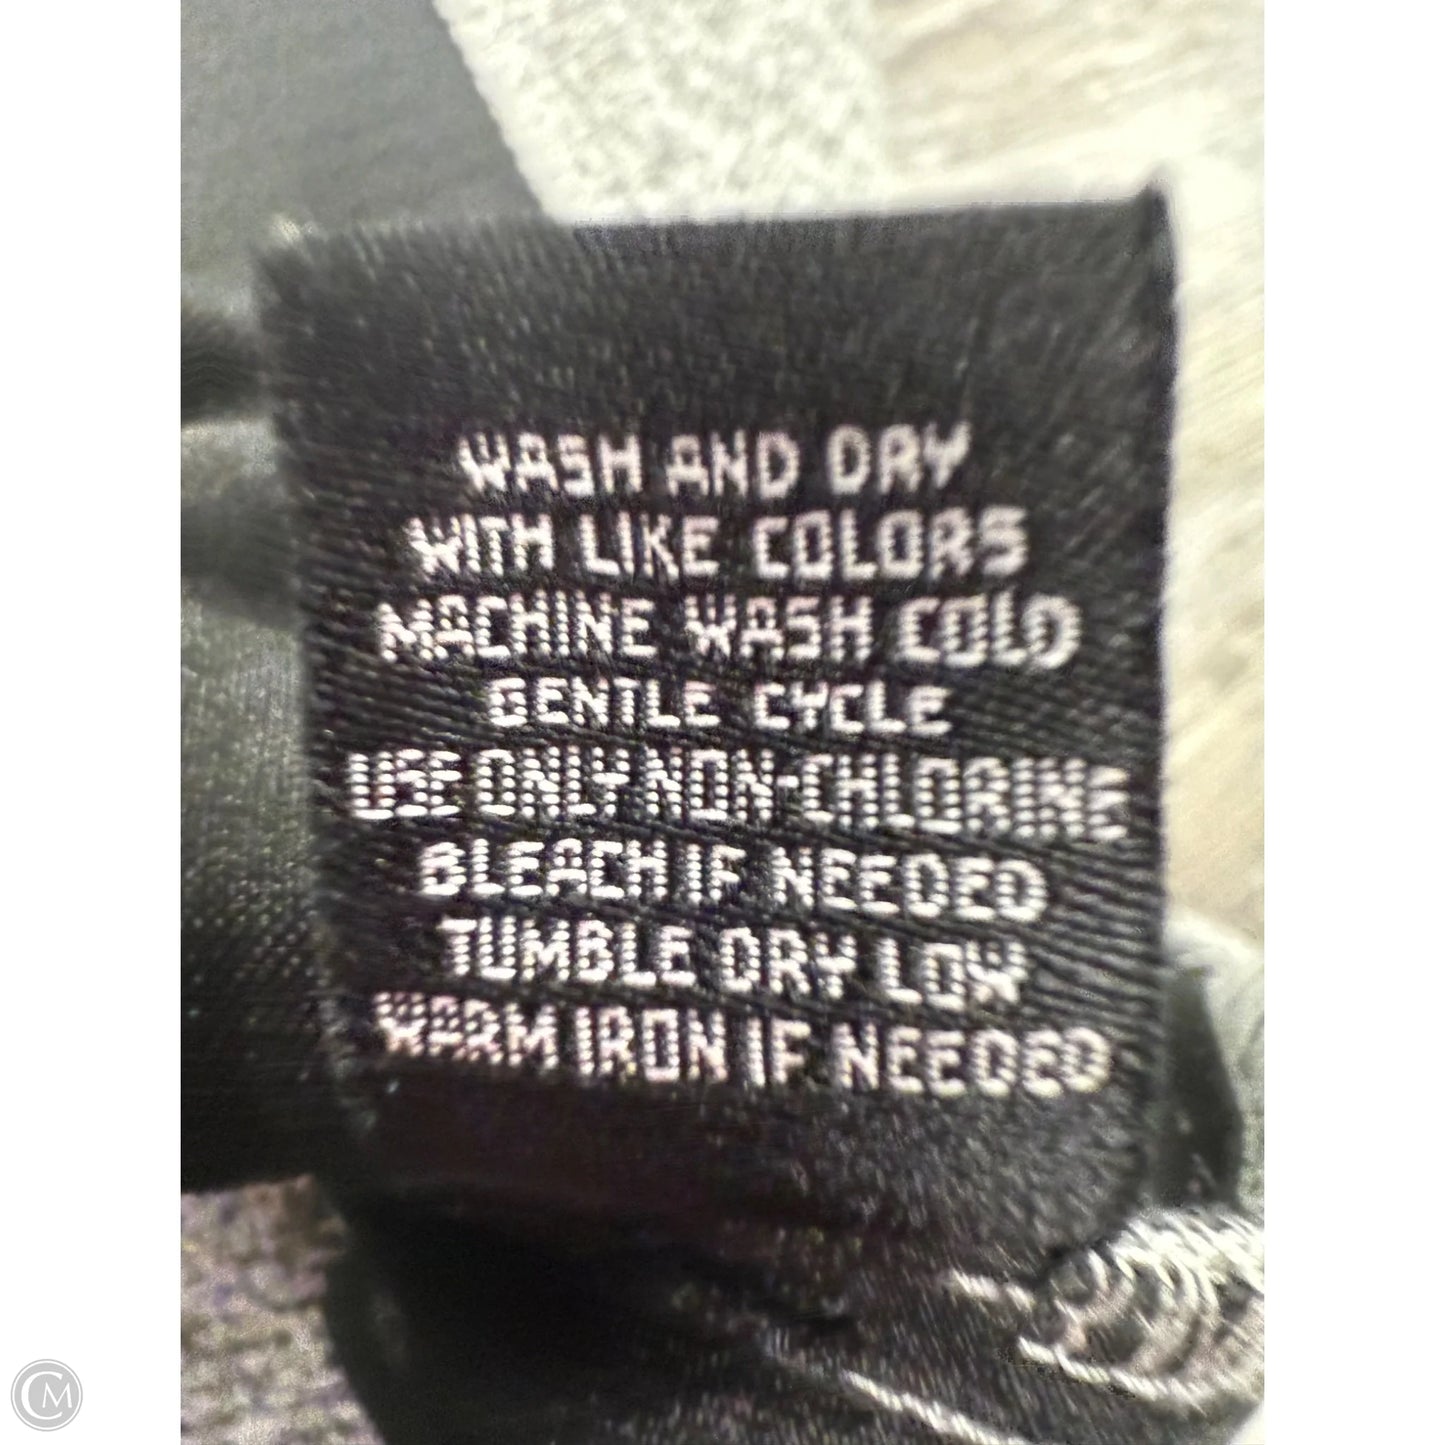 WASH AND DRY
WITH LIKE COLORS
MACHINE WASH COLD
GENTLE CYCLE
USE ONLY NON-CHLORINE
BLEACH IF NEEDED
TUMBLE DRY LOW
WARM IRON IF NEEDED
CM